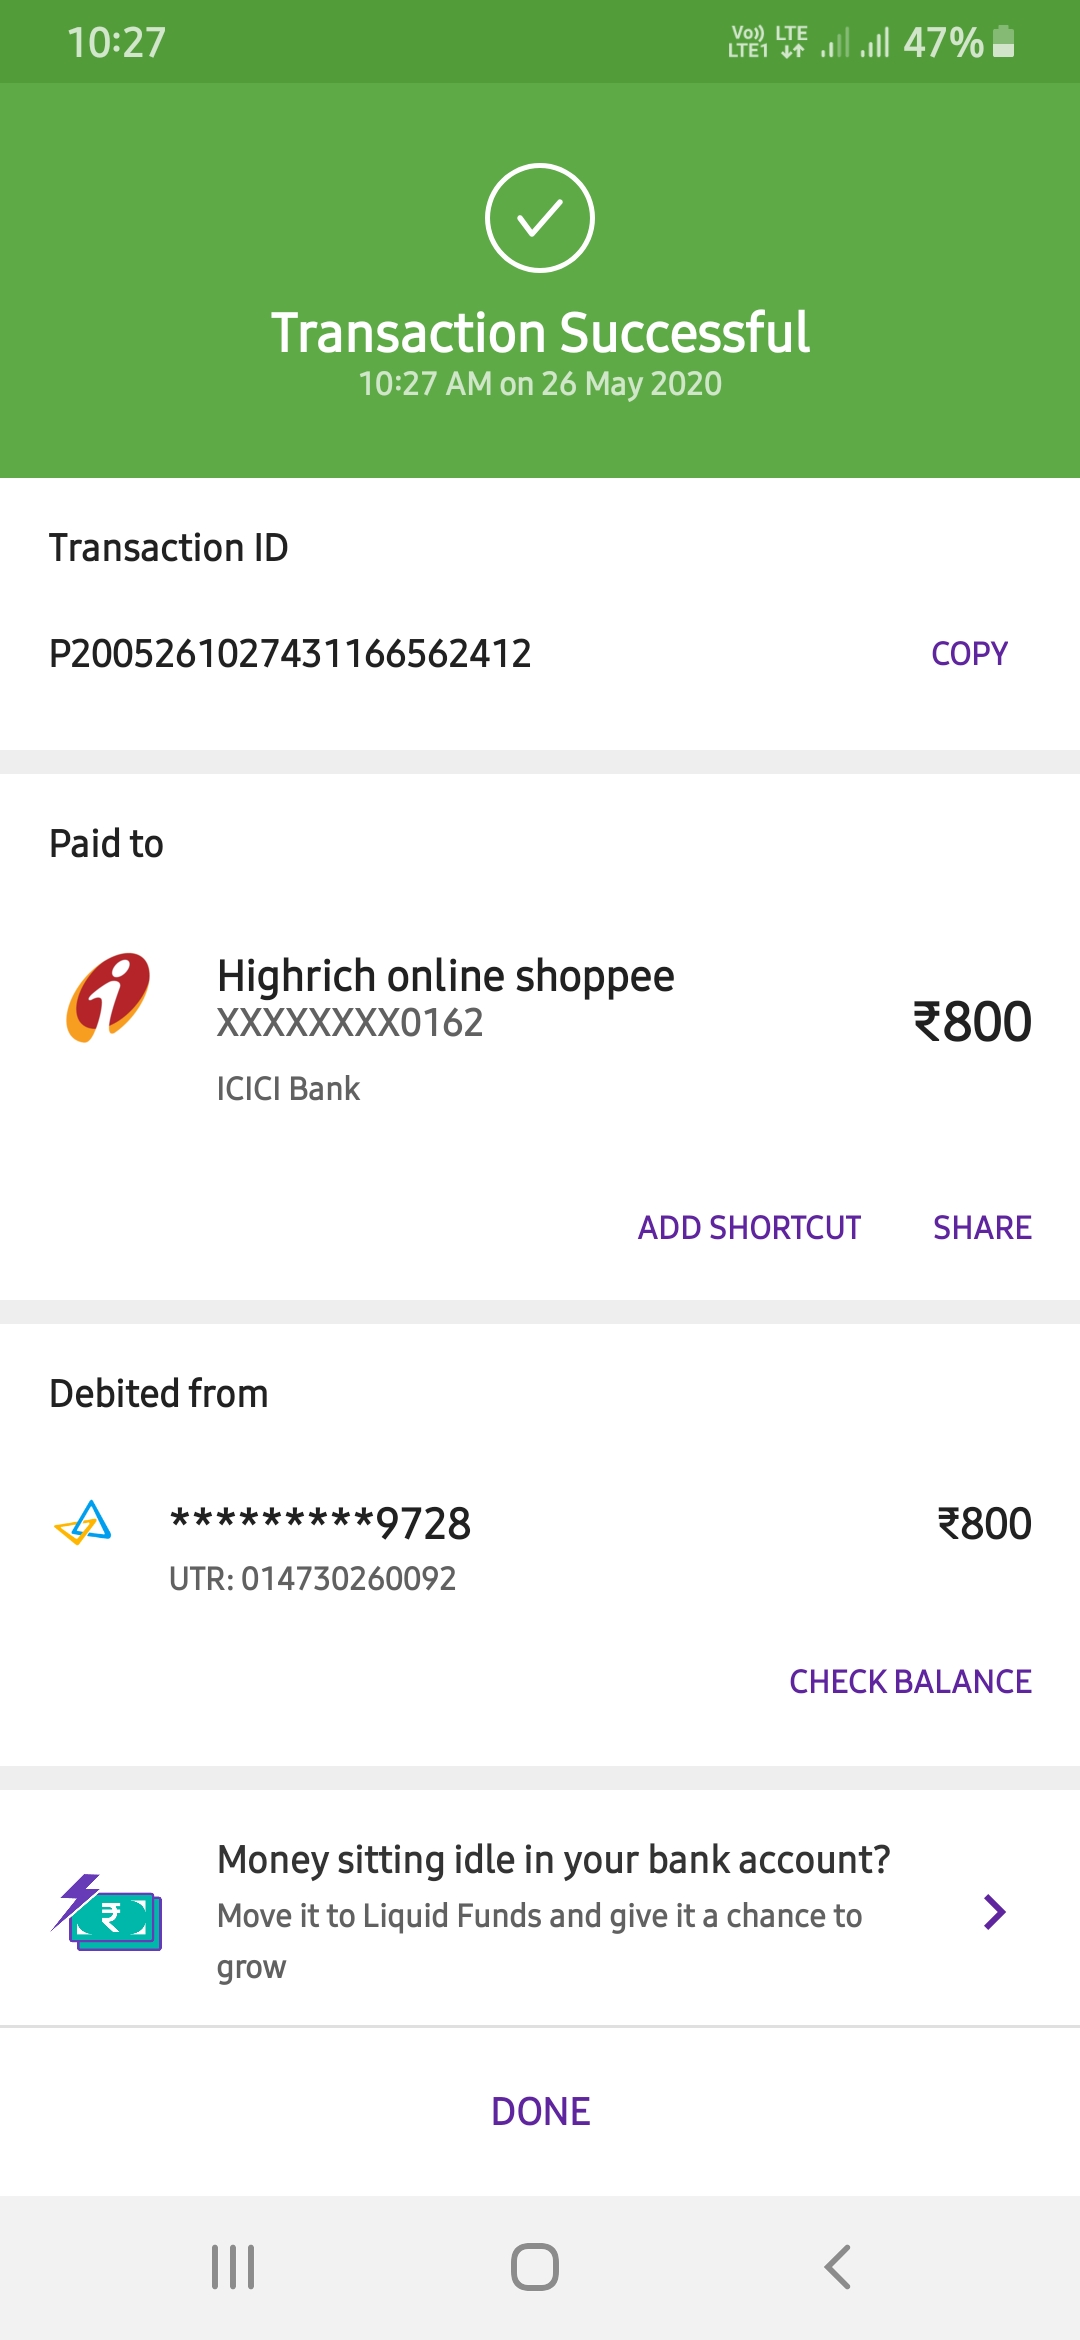 10:27
Vo)) LTE
LTE1
47%
Transaction Successful
10:27 AM on 26 May 2020
Transaction ID
P2005261027431166562412
COPY
Paid to
Highrich online shoppee
XXXXXXXX0162
₹800
ICICI Bank
ADD SHORTCUT SHARE
Debited from
*********9728
₹800
UTR: 014730260092
CHECK BALANCE
Money sitting idle in your bank account?
Move it to Liquid Funds and give it a chance to
grow
₹
DONE